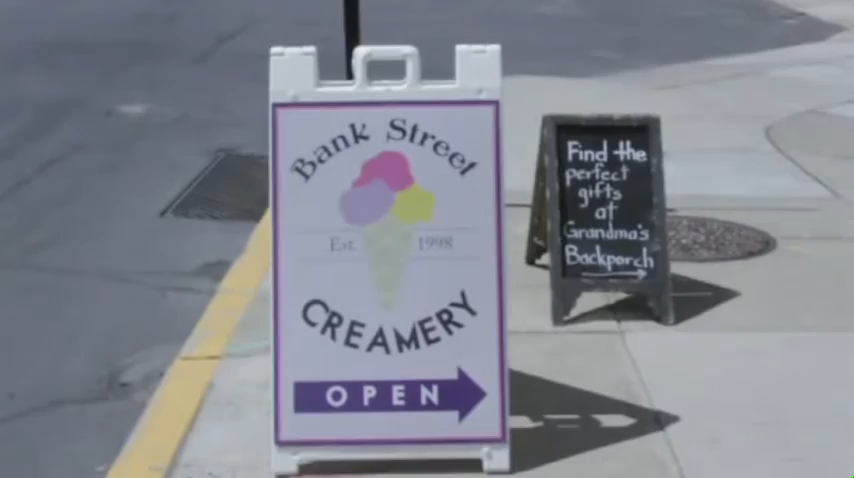 Bank Street
Est. 1998
CREAMERY
OPEN
Find the
perfect
gifts
at
Grandma's
Backporch